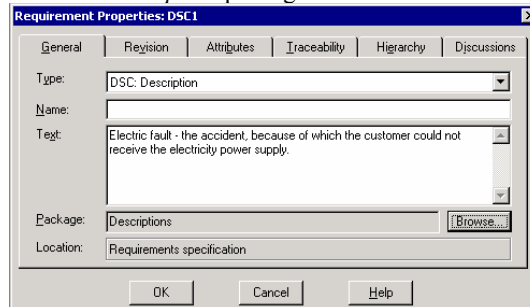 Requirement Properties: DSC1
General Revision Attributes Traceability Hierarchy Discussions
Type: DSC: Description
Name:
Text: Electric fault - the accident, because of which the customer could not
receive the electricity power supply.
Package: Descriptions Browse...
Location: Requirements specification
OK Cancel Help